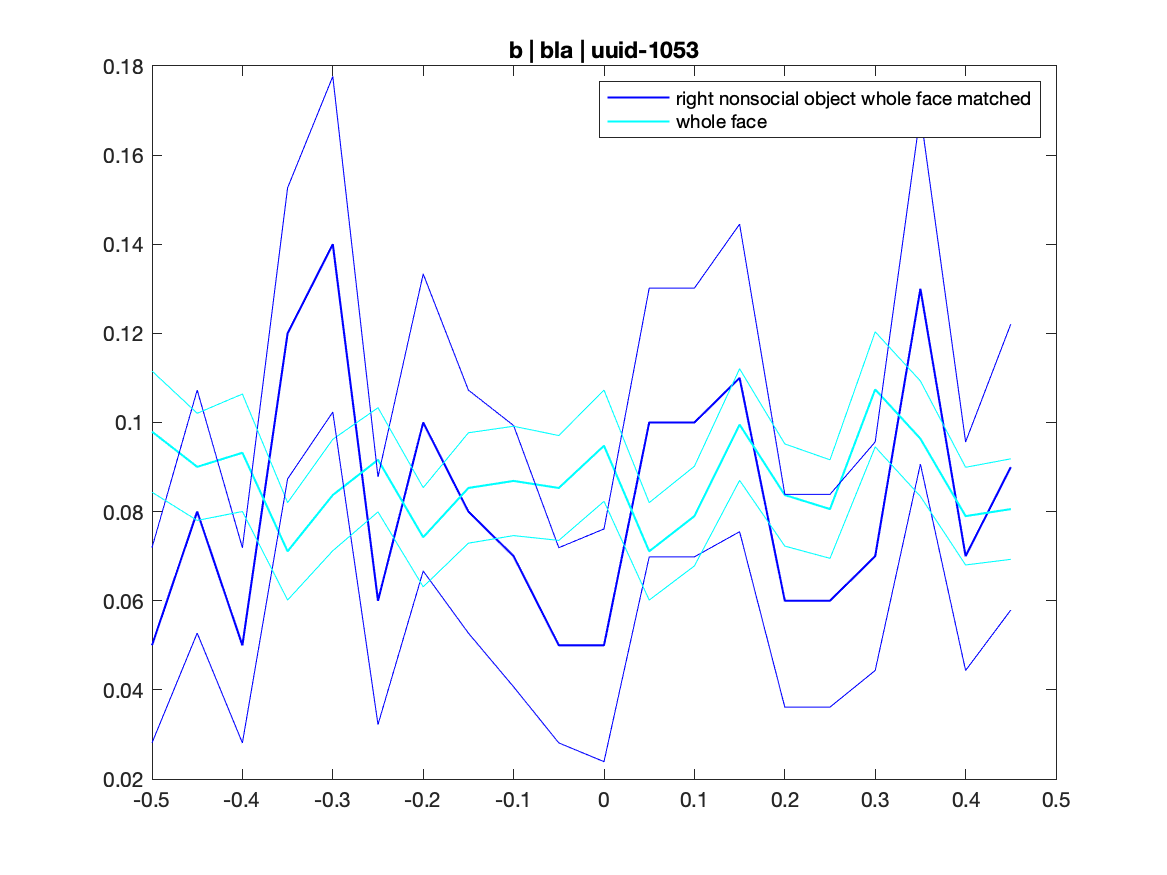 b | bla | uuid-1053
right nonsocial object whole face matched
whole face
0.18
0.16
0.14
0.12
0.1
0.08
0.06
0.04
0.02
-0.5 -0.4 -0.3 -0.2 -0.1 0 0.1 0.2 0.3 0.4 0.5